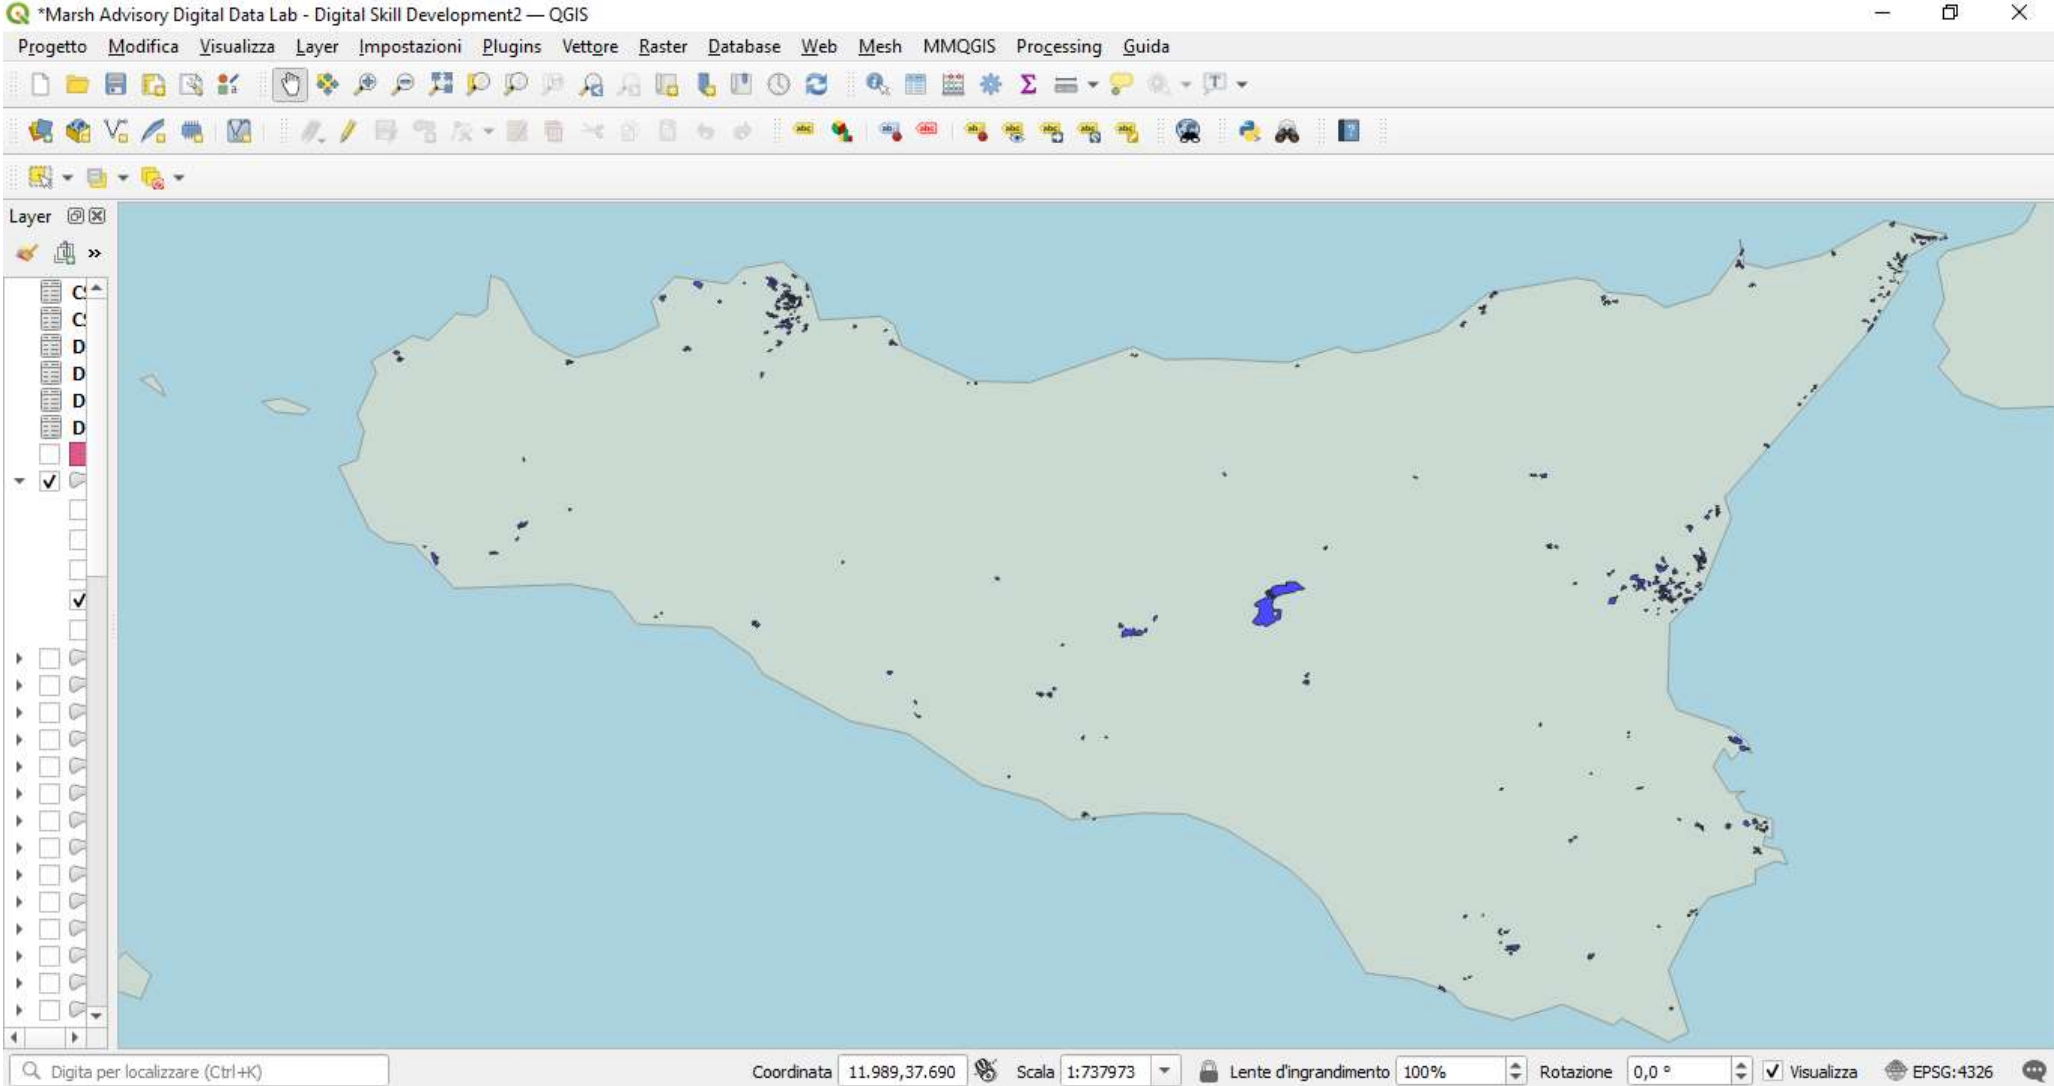 *Marsh Advisory Digital Data Lab - Digital Skill Development2 — QGIS
Progetto Modifica Visualizza Layer Impostazioni Plugins Vettore Raster Database Web Mesh MMQGIS Processing Guida
Layer
D
D
D
D
Digita per localizzare (Ctrl+K) Coordinata 11.989,37.690 Scala 1:737973 Lente d'ingrandimento 100% Rotazione 0,0 ° Visualizza EPSG:4326